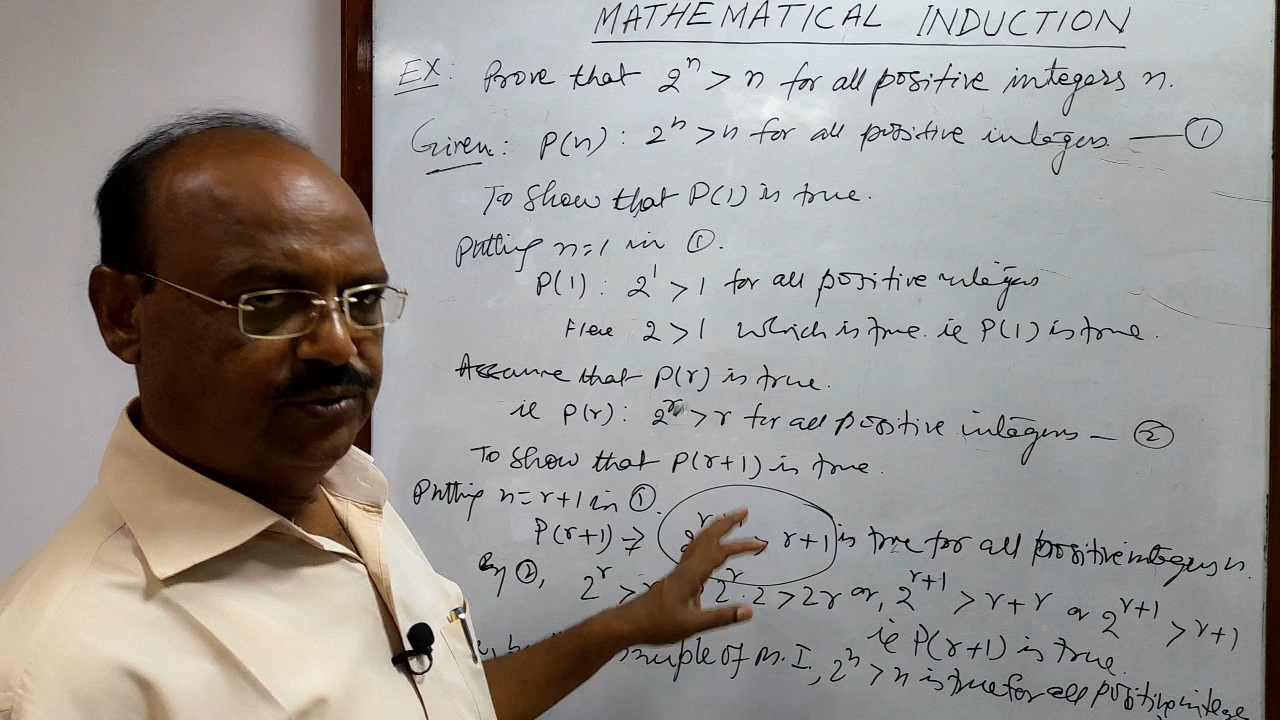 MATHEMATICAL INDUCTION
EX: Prove that 2ⁿ > n for all positive integers n.
Given: P(n) : 2ⁿ > n for all positive integers — ①
To show that P(1) is true.
Putting n=1 in ①.
P(1) : 2¹ > 1 for all positive integers
Here 2 > 1 which is true. ie P(1) is true.
Assume that P(r) is true.
ie P(r) : 2ʳ > r for all positive integers — ②
To show that P(r+1) is true.
Putting n = r+1 in ①.
P(r+1) ⇒ r+1 is true for all positive integers n.
By ②, 2ʳ > 2ʳ·2 > 2r or, 2ʳ⁺¹ > r+r or 2ʳ⁺¹ > r+1
ie P(r+1) is true.
of M.I, 2ⁿ > n is true for all positive